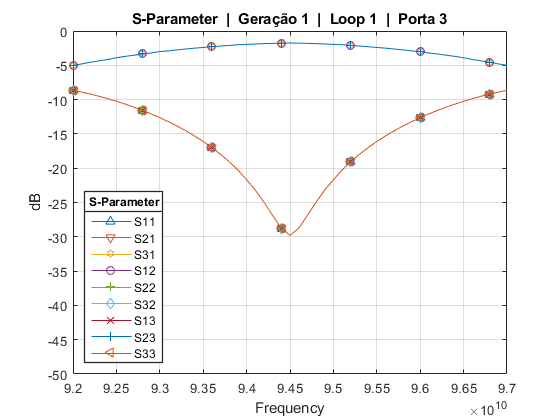 S-Parameter | Geração 1 | Loop 1 | Porta 3
0
-5
-10
-15
-20
-25
-30
-35
-40
-45
-50
dB
S-Parameter
S11
S21
S31
S12
S22
S32
S13
S23
S33
9.2 9.25 9.3 9.35 9.4 9.45 9.5 9.55 9.6 9.65 9.7
Frequency
×10^10